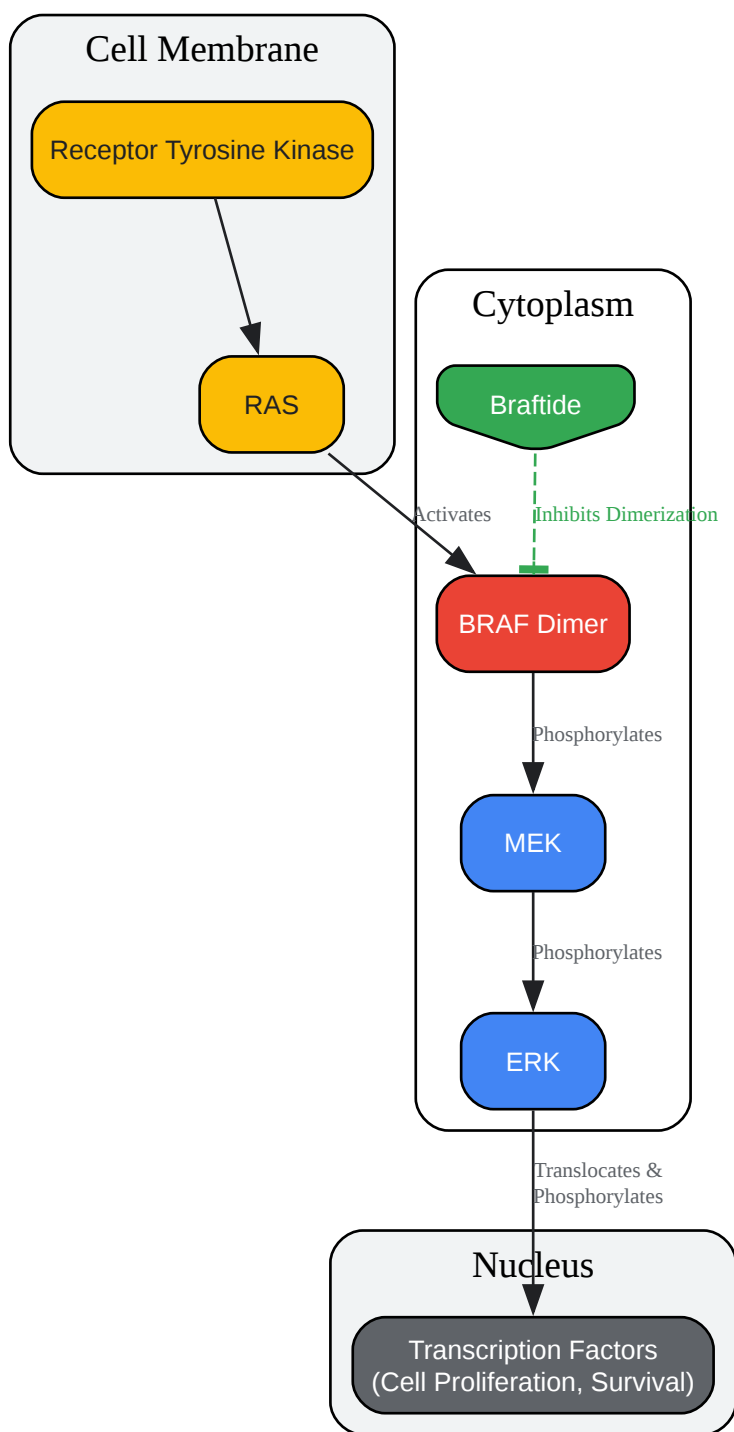 Cell Membrane
Receptor Tyrosine Kinase
RAS
Cytoplasm
Braftide
Activates
Inhibits Dimerization
BRAF Dimer
Phosphorylates
MEK
Phosphorylates
ERK
Translocates &
Phosphorylates
Nucleus
Transcription Factors
(Cell Proliferation, Survival)